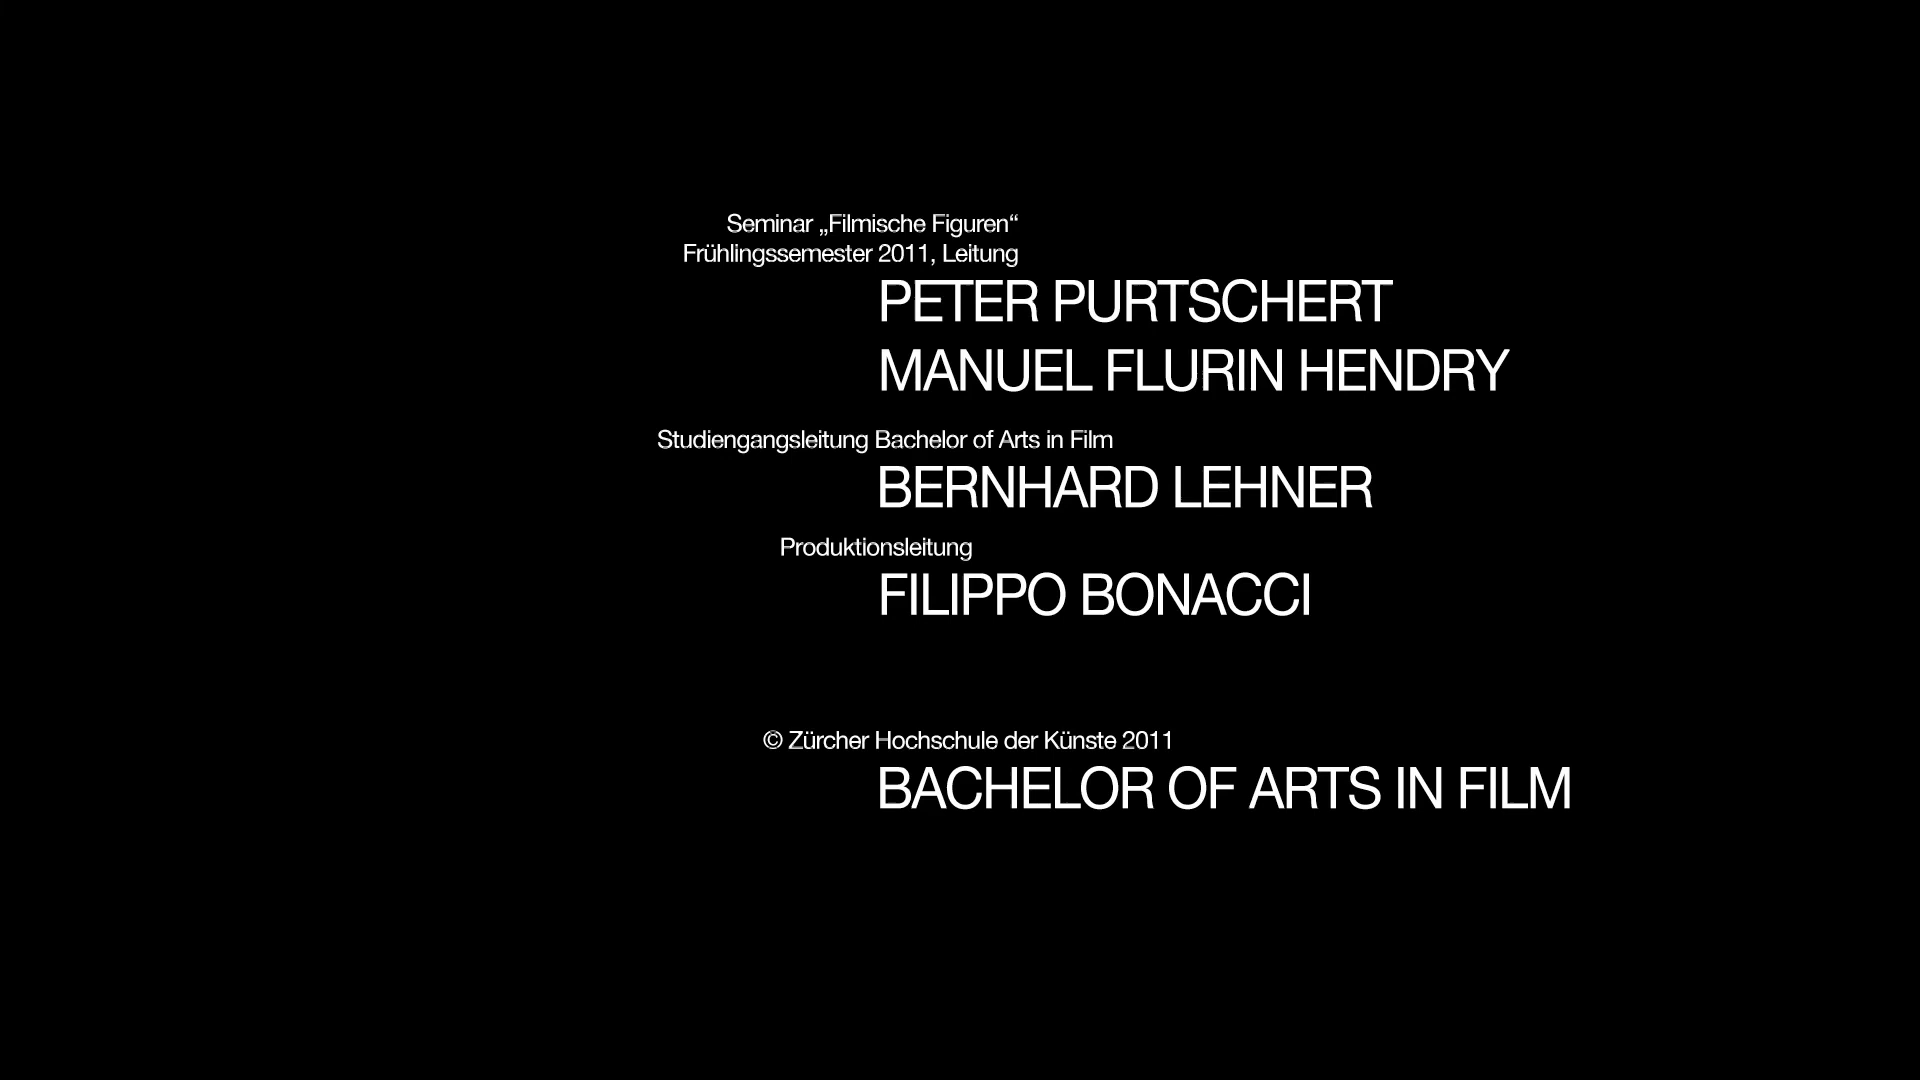 Seminar „Filmische Figuren“
Frühlingssemester 2011, Leitung
PETER PURTSCHERT
MANUEL FLURIN HENDRY
Studiengangsleitung Bachelor of Arts in Film
BERNHARD LEHNER
Produktionsleitung
FILIPPO BONACCI
© Zürcher Hochschule der Künste 2011
BACHELOR OF ARTS IN FILM